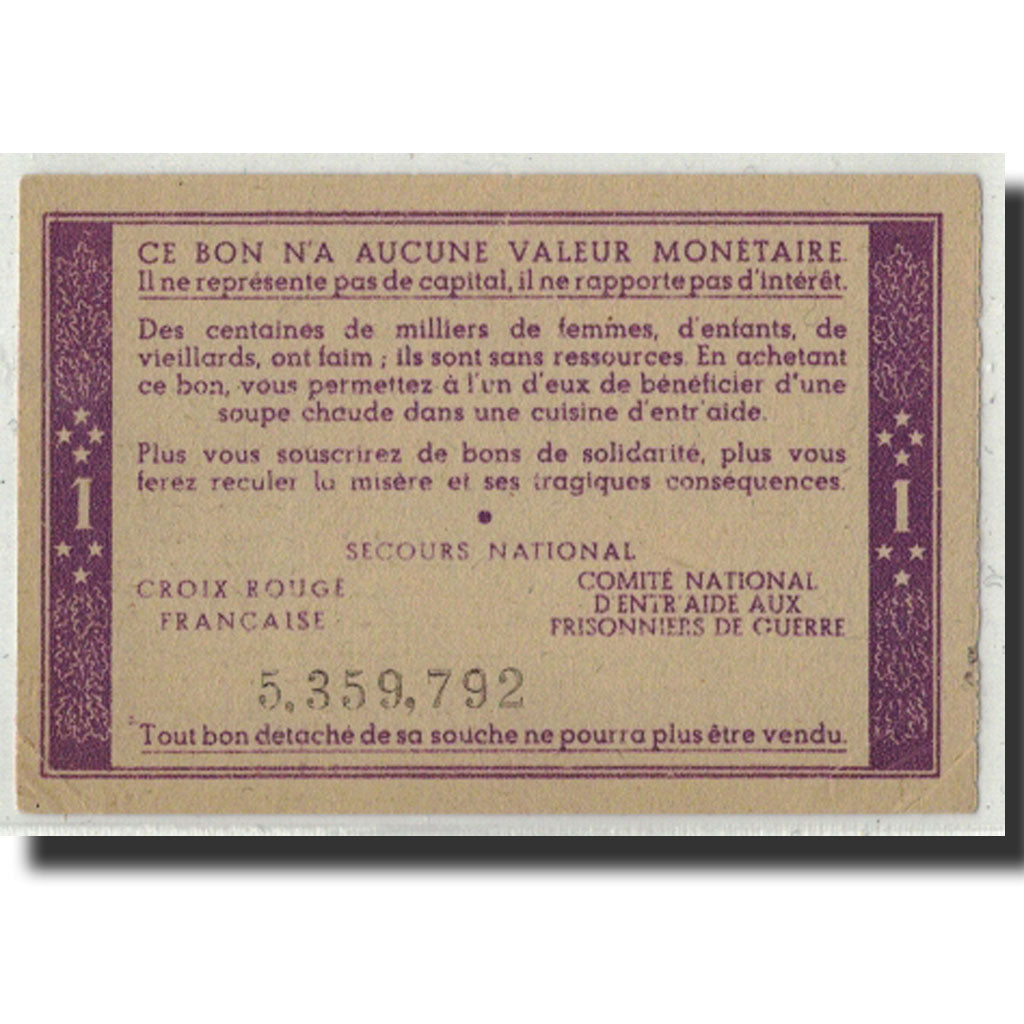 CE BON N'A AUCUNE VALEUR MONÉTAIRE.
Il ne représente pas de capital, il ne rapporte pas d'intérêt.
Des centaines de milliers de femmes, d'enfants, de
vieillards, ont faim ; ils sont sans ressources. En achetant
ce bon, vous permettez à l'un d'eux de bénéficier d'une
soupe chaude dans une cuisine d'entr'aide.
Plus vous souscrirez de bons de solidarité, plus vous
ferez reculer la misère et ses tragiques conséquences.
1 1
SECOURS NATIONAL
CROIX ROUGE
FRANÇAISE
COMITÉ NATIONAL
D'ENTR'AIDE AUX
PRISONNIERS DE GUERRE
5,359,792
Tout bon detaché de sa souche ne pourra plus être vendu.